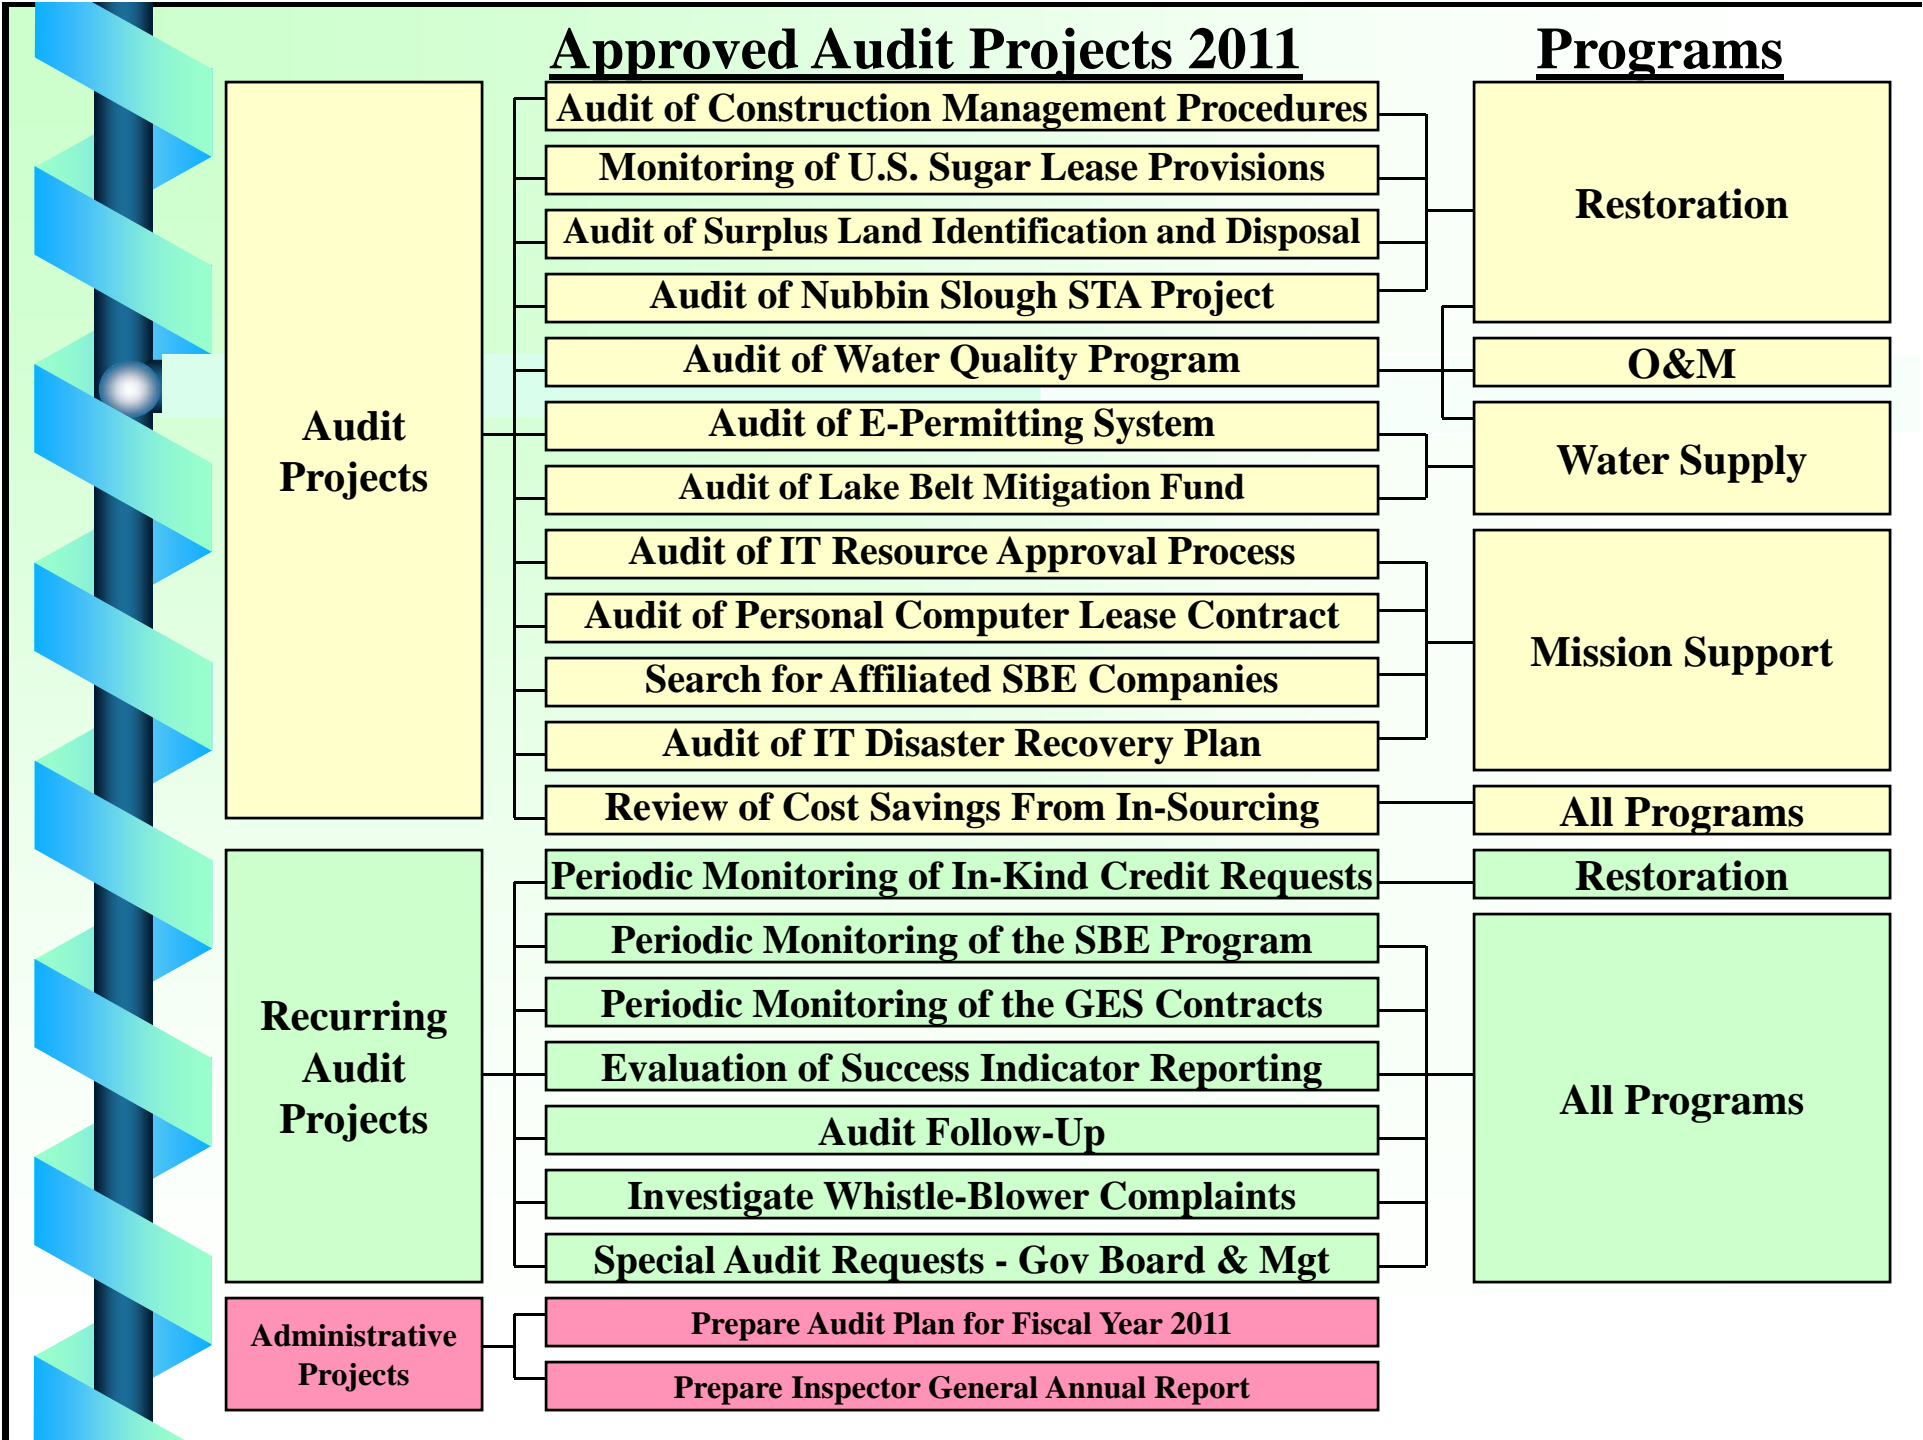 Approved Audit Projects 2011
Programs
Audit
Projects
Audit of Construction Management Procedures
Monitoring of U.S. Sugar Lease Provisions
Audit of Surplus Land Identification and Disposal
Audit of Nubbin Slough STA Project
Audit of Water Quality Program
Audit of E-Permitting System
Audit of Lake Belt Mitigation Fund
Audit of IT Resource Approval Process
Audit of Personal Computer Lease Contract
Search for Affiliated SBE Companies
Audit of IT Disaster Recovery Plan
Review of Cost Savings From In-Sourcing
Restoration
O&M
Water Supply
Mission Support
All Programs
Recurring
Audit
Projects
Periodic Monitoring of In-Kind Credit Requests
Periodic Monitoring of the SBE Program
Periodic Monitoring of the GES Contracts
Evaluation of Success Indicator Reporting
Audit Follow-Up
Investigate Whistle-Blower Complaints
Special Audit Requests - Gov Board & Mgt
Restoration
All Programs
Administrative
Projects
Prepare Audit Plan for Fiscal Year 2011
Prepare Inspector General Annual Report